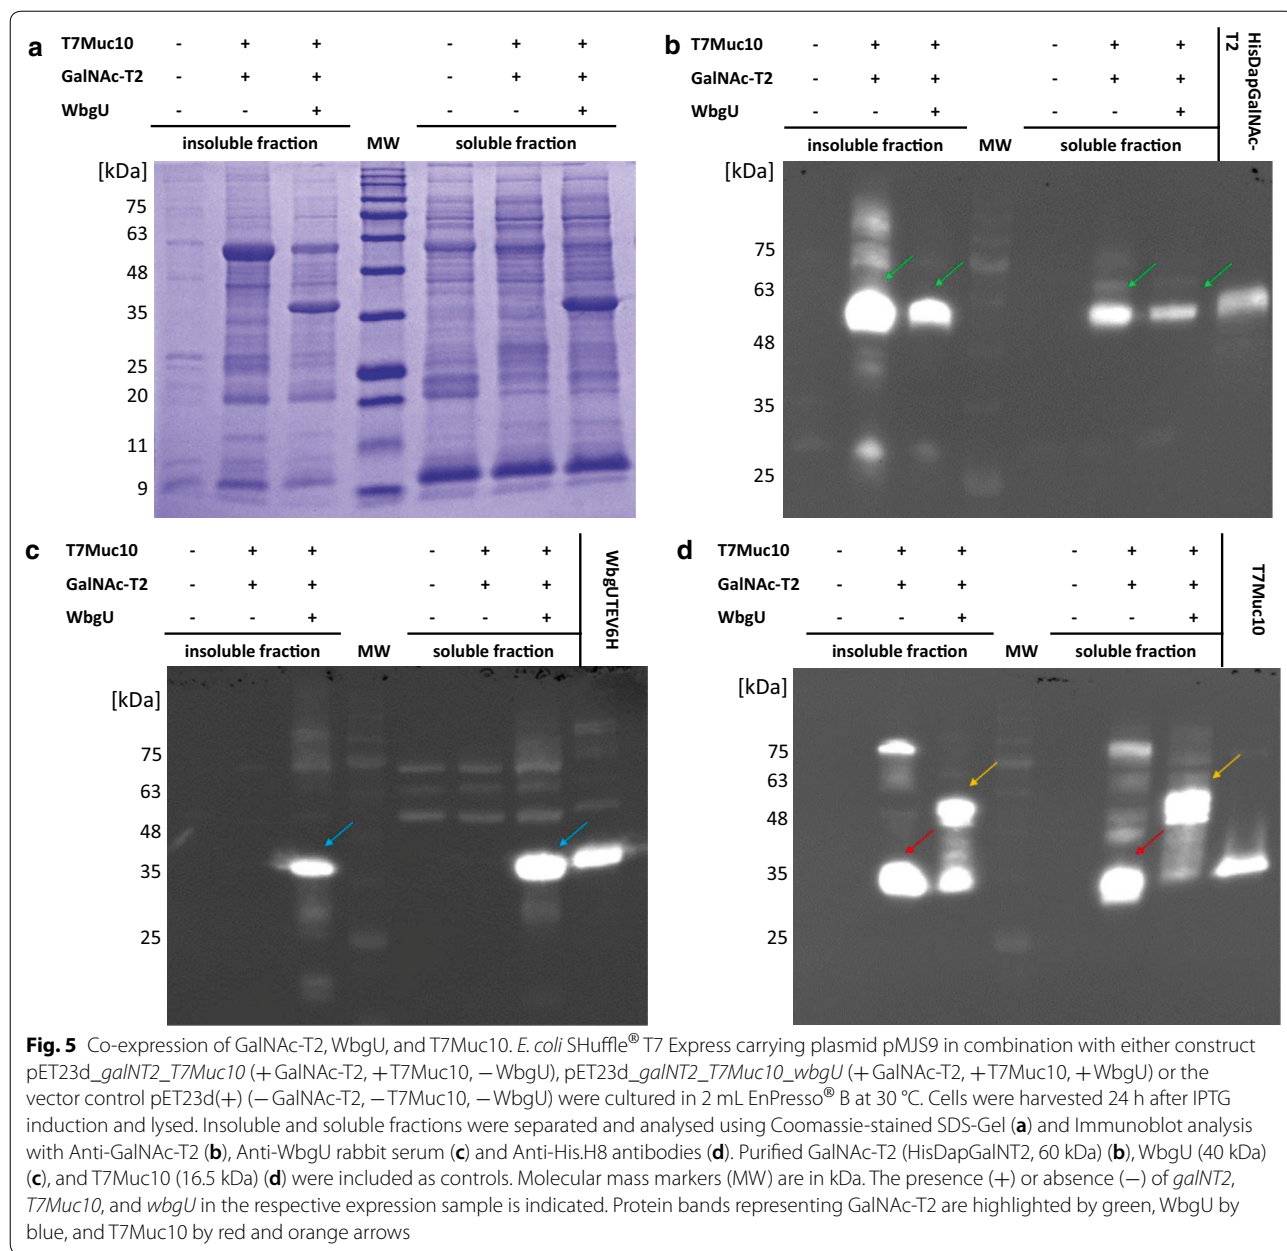 a
T7Muc10 - + + - + +
GalNAc-T2 - + + - + +
WbgU - - + - - +
insoluble fraction MW soluble fraction
[kDa]
75
63
48
35
25
20
11
9
b
T7Muc10 - + + - + +
GalNAc-T2 - + + - + +
WbgU - - + - - +
HisDapGalNAc-
T2
insoluble fraction MW soluble fraction
[kDa]
75
63
48
35
25
c
T7Muc10 - + + - + +
GalNAc-T2 - + + - + +
WbgU - - + - - +
WbgUTEV6H
insoluble fraction MW soluble fraction
[kDa]
75
63
48
35
25
d
T7Muc10 - + + - + +
GalNAc-T2 - + + - + +
WbgU - - + - - +
T7Muc10
insoluble fraction MW soluble fraction
[kDa]
75
63
48
35
25
Fig. 5 Co-expression of GalNAc-T2, WbgU, and T7Muc10. E. coli SHuffle® T7 Express carrying plasmid pMJS9 in combination with either construct
pET23d_galNT2_T7Muc10 (+ GalNAc-T2, + T7Muc10, − WbgU), pET23d_galNT2_T7Muc10_wbgU (+ GalNAc-T2, + T7Muc10, + WbgU) or the
vector control pET23d(+) (− GalNAc-T2, − T7Muc10, − WbgU) were cultured in 2 mL EnPresso® B at 30 °C. Cells were harvested 24 h after IPTG
induction and lysed. Insoluble and soluble fractions were separated and analysed using Coomassie-stained SDS-Gel (a) and Immunoblot analysis
with Anti-GalNAc-T2 (b), Anti-WbgU rabbit serum (c) and Anti-His.H8 antibodies (d). Purified GalNAc-T2 (HisDapGalNT2, 60 kDa) (b), WbgU (40 kDa)
(c), and T7Muc10 (16.5 kDa) (d) were included as controls. Molecular mass markers (MW) are in kDa. The presence (+) or absence (−) of galNT2,
T7Muc10, and wbgU in the respective expression sample is indicated. Protein bands representing GalNAc-T2 are highlighted by green, WbgU by
blue, and T7Muc10 by red and orange arrows